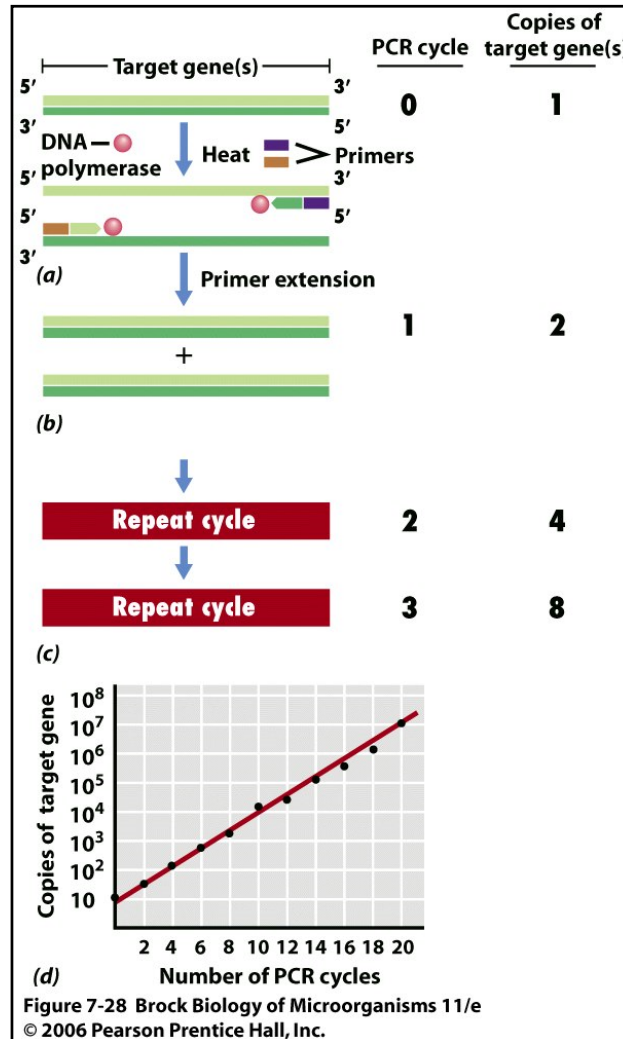 PCR cycle
Copies of
target gene(s)
Target gene(s)
5′ 3′
0 1
3′ 5′
DNA
polymerase
Heat
Primers
5′ 3′
5′ 5′
3′
(a)
Primer extension
1 2
+
(b)
Repeat cycle 2 4
Repeat cycle 3 8
(c)
Copies of target gene
10⁸
10⁷
10⁶
10⁵
10⁴
10³
10²
10
2 4 6 8 10 12 14 16 18 20
(d) Number of PCR cycles
Figure 7-28 Brock Biology of Microorganisms 11/e
© 2006 Pearson Prentice Hall, Inc.